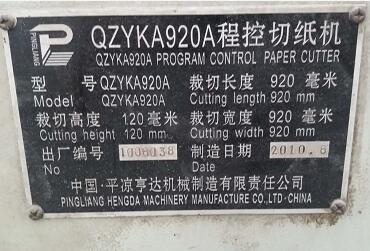 PINGLIANG
QZYKA920A程控切纸机
QZYKA920A PROGRAM CONTROL PAPER CUTTER
型号 QZYKA920A 裁切长度 920 毫米
Model QZYKA920A Cutting length 920 mm
裁切高度 120毫米 裁切宽度 920 毫米
Cutting height 120 mm Cutting width 920 mm
出厂编号 1008038 制造日期 2010.8
No Date
中国·平凉亨达机械制造有限责任公司
PINGLIANG HENGDA MACHINERY MANUFACTURE CO.,LTD·CHINA